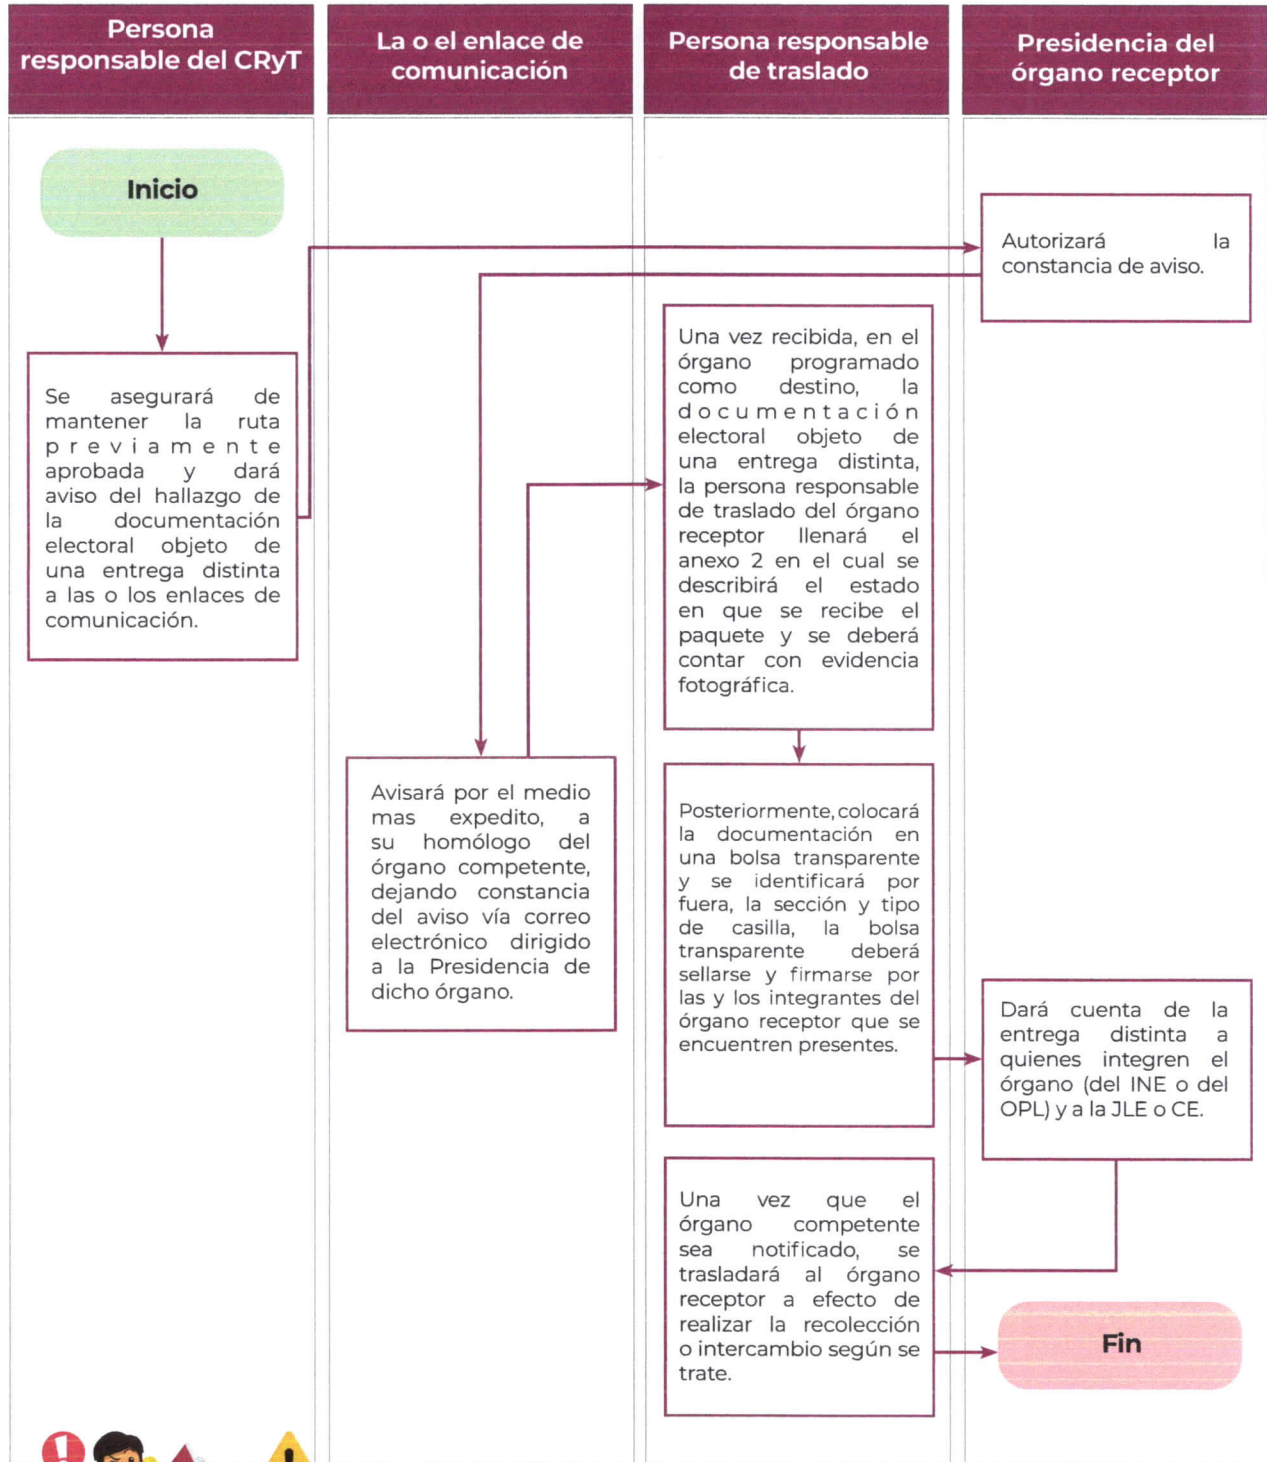 Persona
responsable del CRyT
La o el enlace de
comunicación
Persona responsable
de traslado
Presidencia del
órgano receptor
Inicio
Se asegurará de
mantener la ruta
previamente
aprobada y dará
aviso del hallazgo de
la documentación
electoral objeto de
una entrega distinta
a las o los enlaces de
comunicación.
Autorizará la
constancia de aviso.
Avisará por el medio
mas expedito, a
su homólogo del
órgano competente,
dejando constancia
del aviso vía correo
electrónico dirigido
a la Presidencia de
dicho órgano.
Una vez recibida, en el
órgano programado
como destino, la
documentación
electoral objeto de
una entrega distinta,
la persona responsable
de traslado del órgano
receptor llenará el
anexo 2 en el cual se
describirá el estado
en que se recibe el
paquete y se deberá
contar con evidencia
fotográfica.
Posteriormente, colocará
la documentación en
una bolsa transparente
y se identificará por
fuera, la sección y tipo
de casilla, la bolsa
transparente deberá
sellarse y firmarse por
las y los integrantes del
órgano receptor que se
encuentren presentes.
Dará cuenta de la
entrega distinta a
quienes integren el
órgano (del INE o del
OPL) y a la JLE o CE.
Una vez que el
órgano competente
sea notificado, se
trasladará al órgano
receptor a efecto de
realizar la recolección
o intercambio según se
trate.
Fin